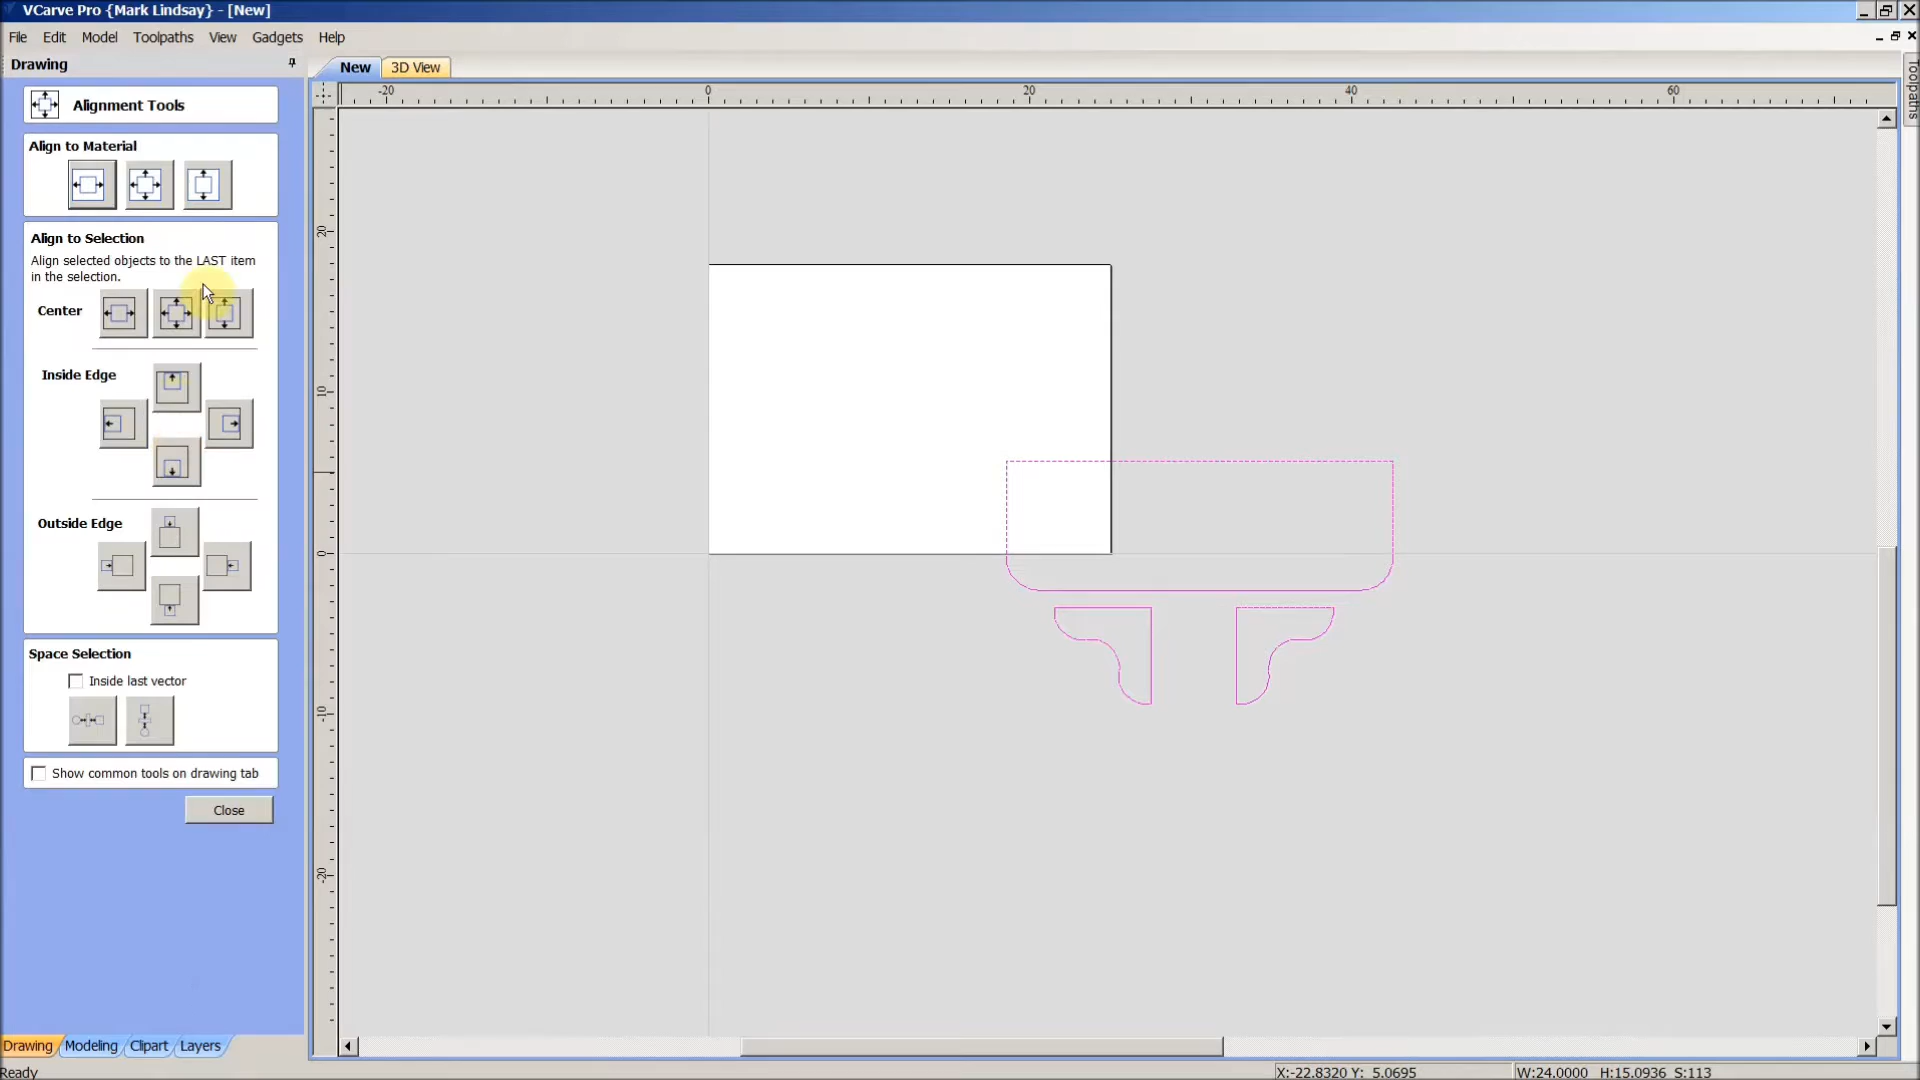 VCarve Pro {Mark Lindsay} - [New]
File Edit Model Toolpaths View Gadgets Help
Drawing
New
3D View
Alignment Tools
Align to Material
Align to Selection
Align selected objects to the LAST item
in the selection.
Center
Inside Edge
Outside Edge
Space Selection
Inside last vector
Show common tools on drawing tab
Close
-20 0 20 40 60
20
10
0
-10
-20
Toolpaths
Drawing Modeling Clipart Layers
Ready
X:-22.8320 Y: 5.0695
W:24.0000 H:15.0936 S:113